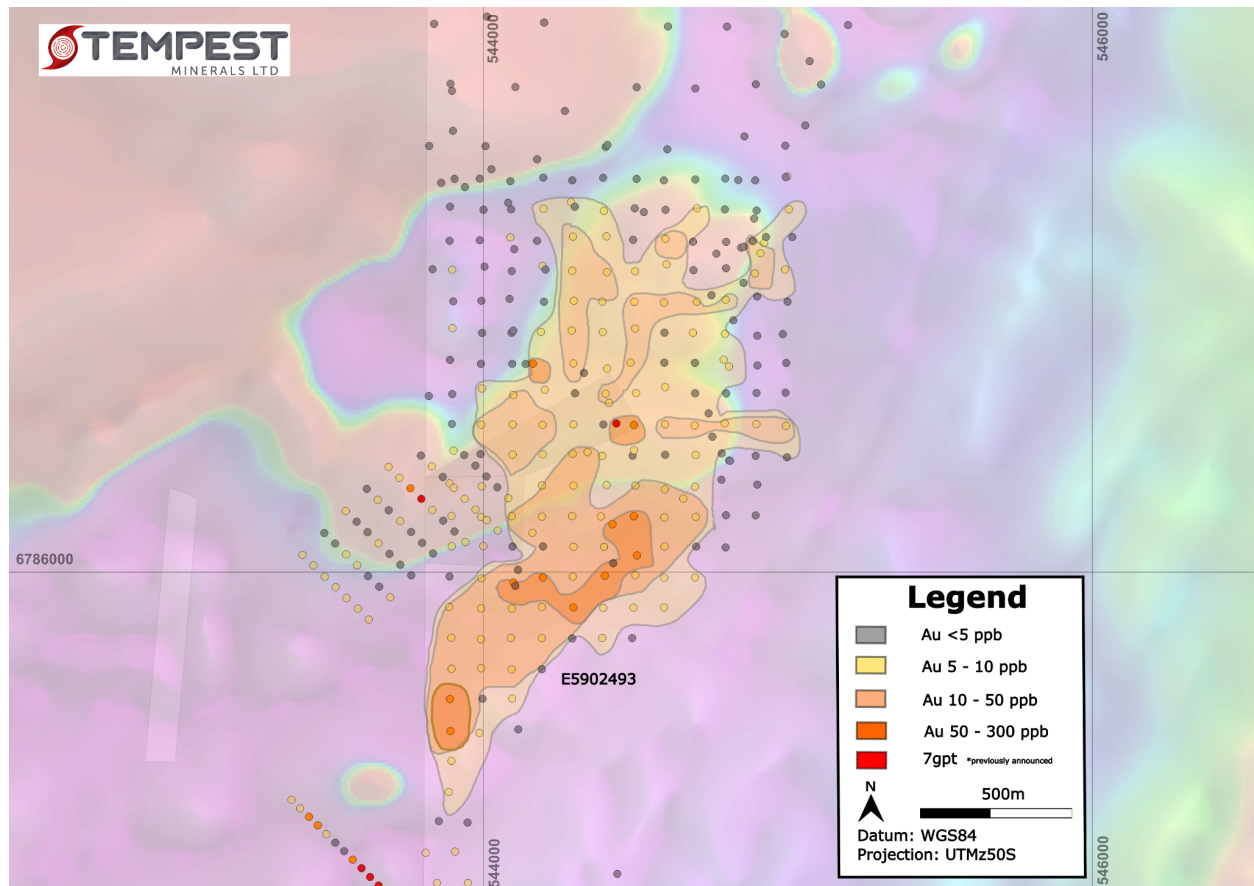 TEMPEST
MINERALS LTD
544000
546000
6786000
E5902493
544000
546000
Legend
Au <5 ppb
Au 5 - 10 ppb
Au 10 - 50 ppb
Au 50 - 300 ppb
7gpt *previously announced
N
500m
Datum: WGS84
Projection: UTMz50S